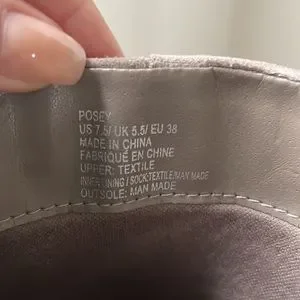 POSEY
US 7.5/ UK 5.5/ EU 38
MADE IN CHINA
FABRIQUÉ EN CHINE
UPPER: TEXTILE
INNER LINING / SOCK:TEXTILE/MAN MADE
OUTSOLE: MAN MADE